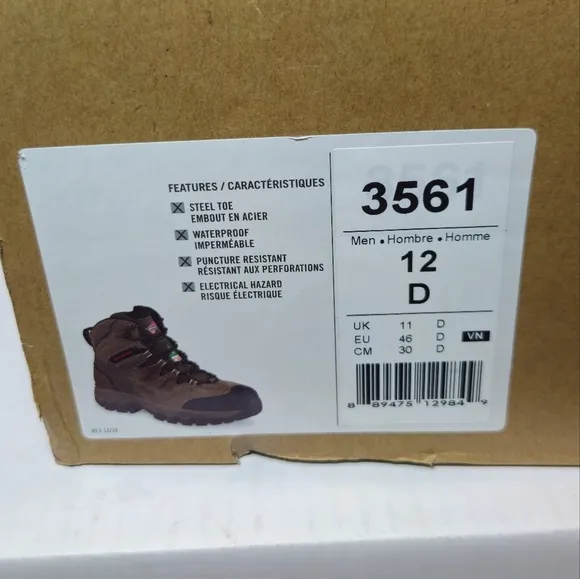 FEATURES / CARACTÉRISTIQUES
STEEL TOE
EMBOUT EN ACIER
WATERPROOF
IMPERMÉABLE
PUNCTURE RESISTANT
RÉSISTANT AUX PERFORATIONS
ELECTRICAL HAZARD
RISQUE ÉLECTRIQUE
3561
Men • Hombre • Homme
12
D
UK 11 D
EU 46 D VN
CM 30 D
8 89475 12984 9